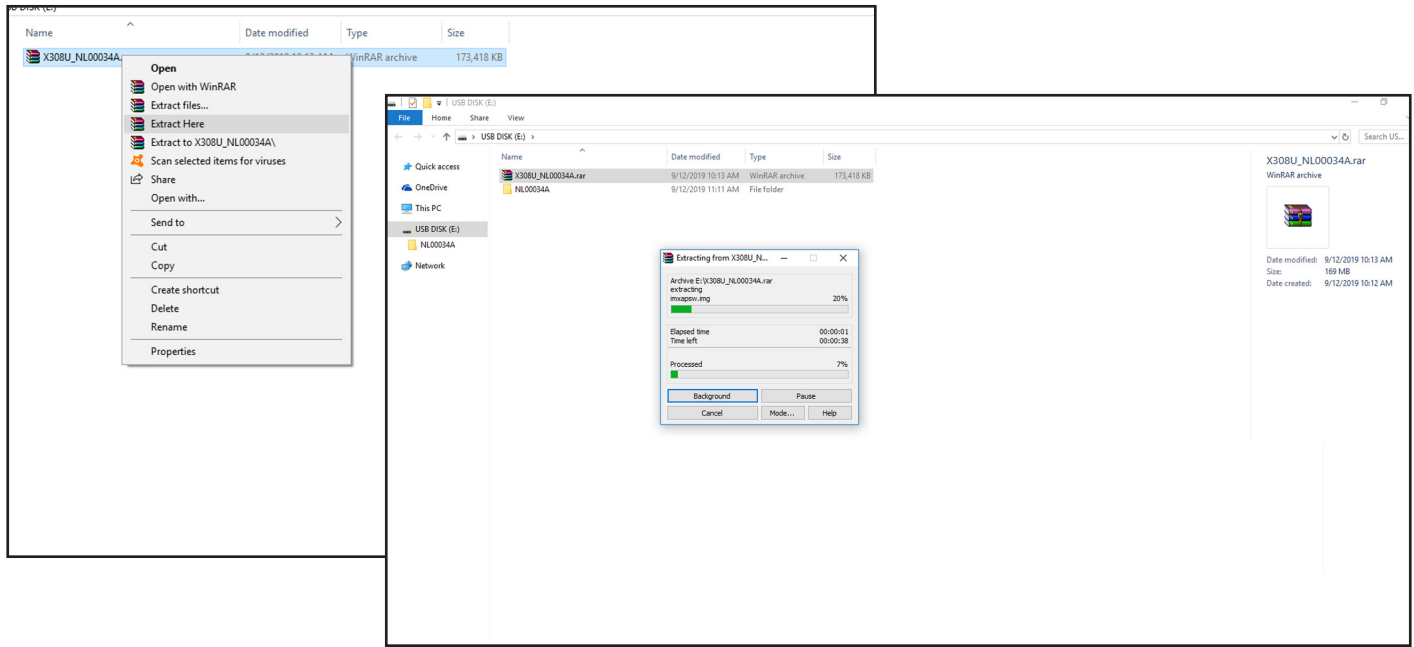 USB DISK (E:)
Name Date modified Type Size
X308U_NL00034A. 9/12/2019 10:13 AM WinRAR archive 173,418 KB
Open
Open with WinRAR
Extract files...
Extract Here
Extract to X308U_NL00034A\
Scan selected items for viruses
Share
Open with...
Send to
Cut
Copy
Create shortcut
Delete
Rename
Properties
USB DISK (E:)
File Home Share View
USB DISK (E:)
Search US...
Quick access
OneDrive
This PC
USB DISK (E:)
NL00034A
Network
Name Date modified Type Size
X308U_NL00034A.rar 9/12/2019 10:13 AM WinRAR archive 173,418 KB
NL00034A 9/12/2019 11:11 AM File folder
Extracting from X308U_N...
Archive E:\X308U_NL00034A.rar
extracting
imxapsw.img 20%
Elapsed time 00:00:01
Time left 00:00:38
Processed 7%
Background Pause
Cancel Mode... Help
X308U_NL00034A.rar
WinRAR archive
Date modified: 9/12/2019 10:13 AM
Size: 169 MB
Date created: 9/12/2019 10:12 AM